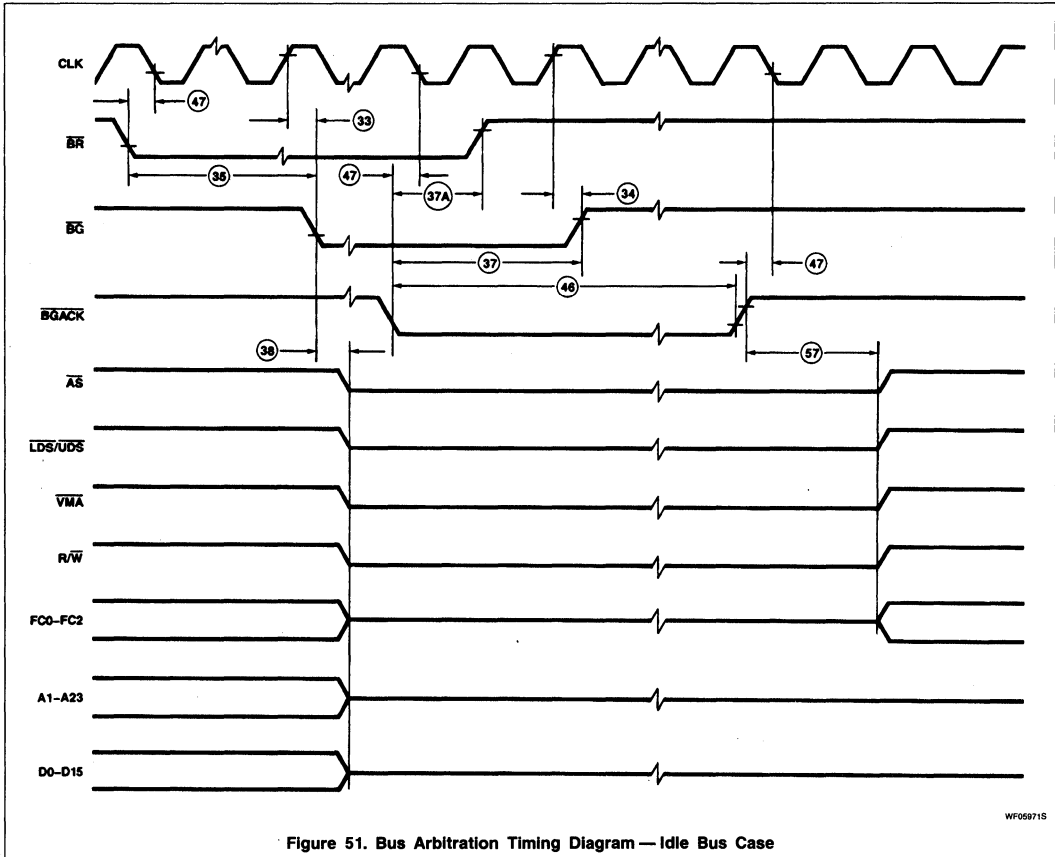 CLK
47
33
BR
35
47
37A
34
BG
37
47
46
BGACK
38
57
AS
LDS/UDS
VMA
R/W
FC0–FC2
A1–A23
D0–D15
WF05971S
Figure 51. Bus Arbitration Timing Diagram — Idle Bus Case